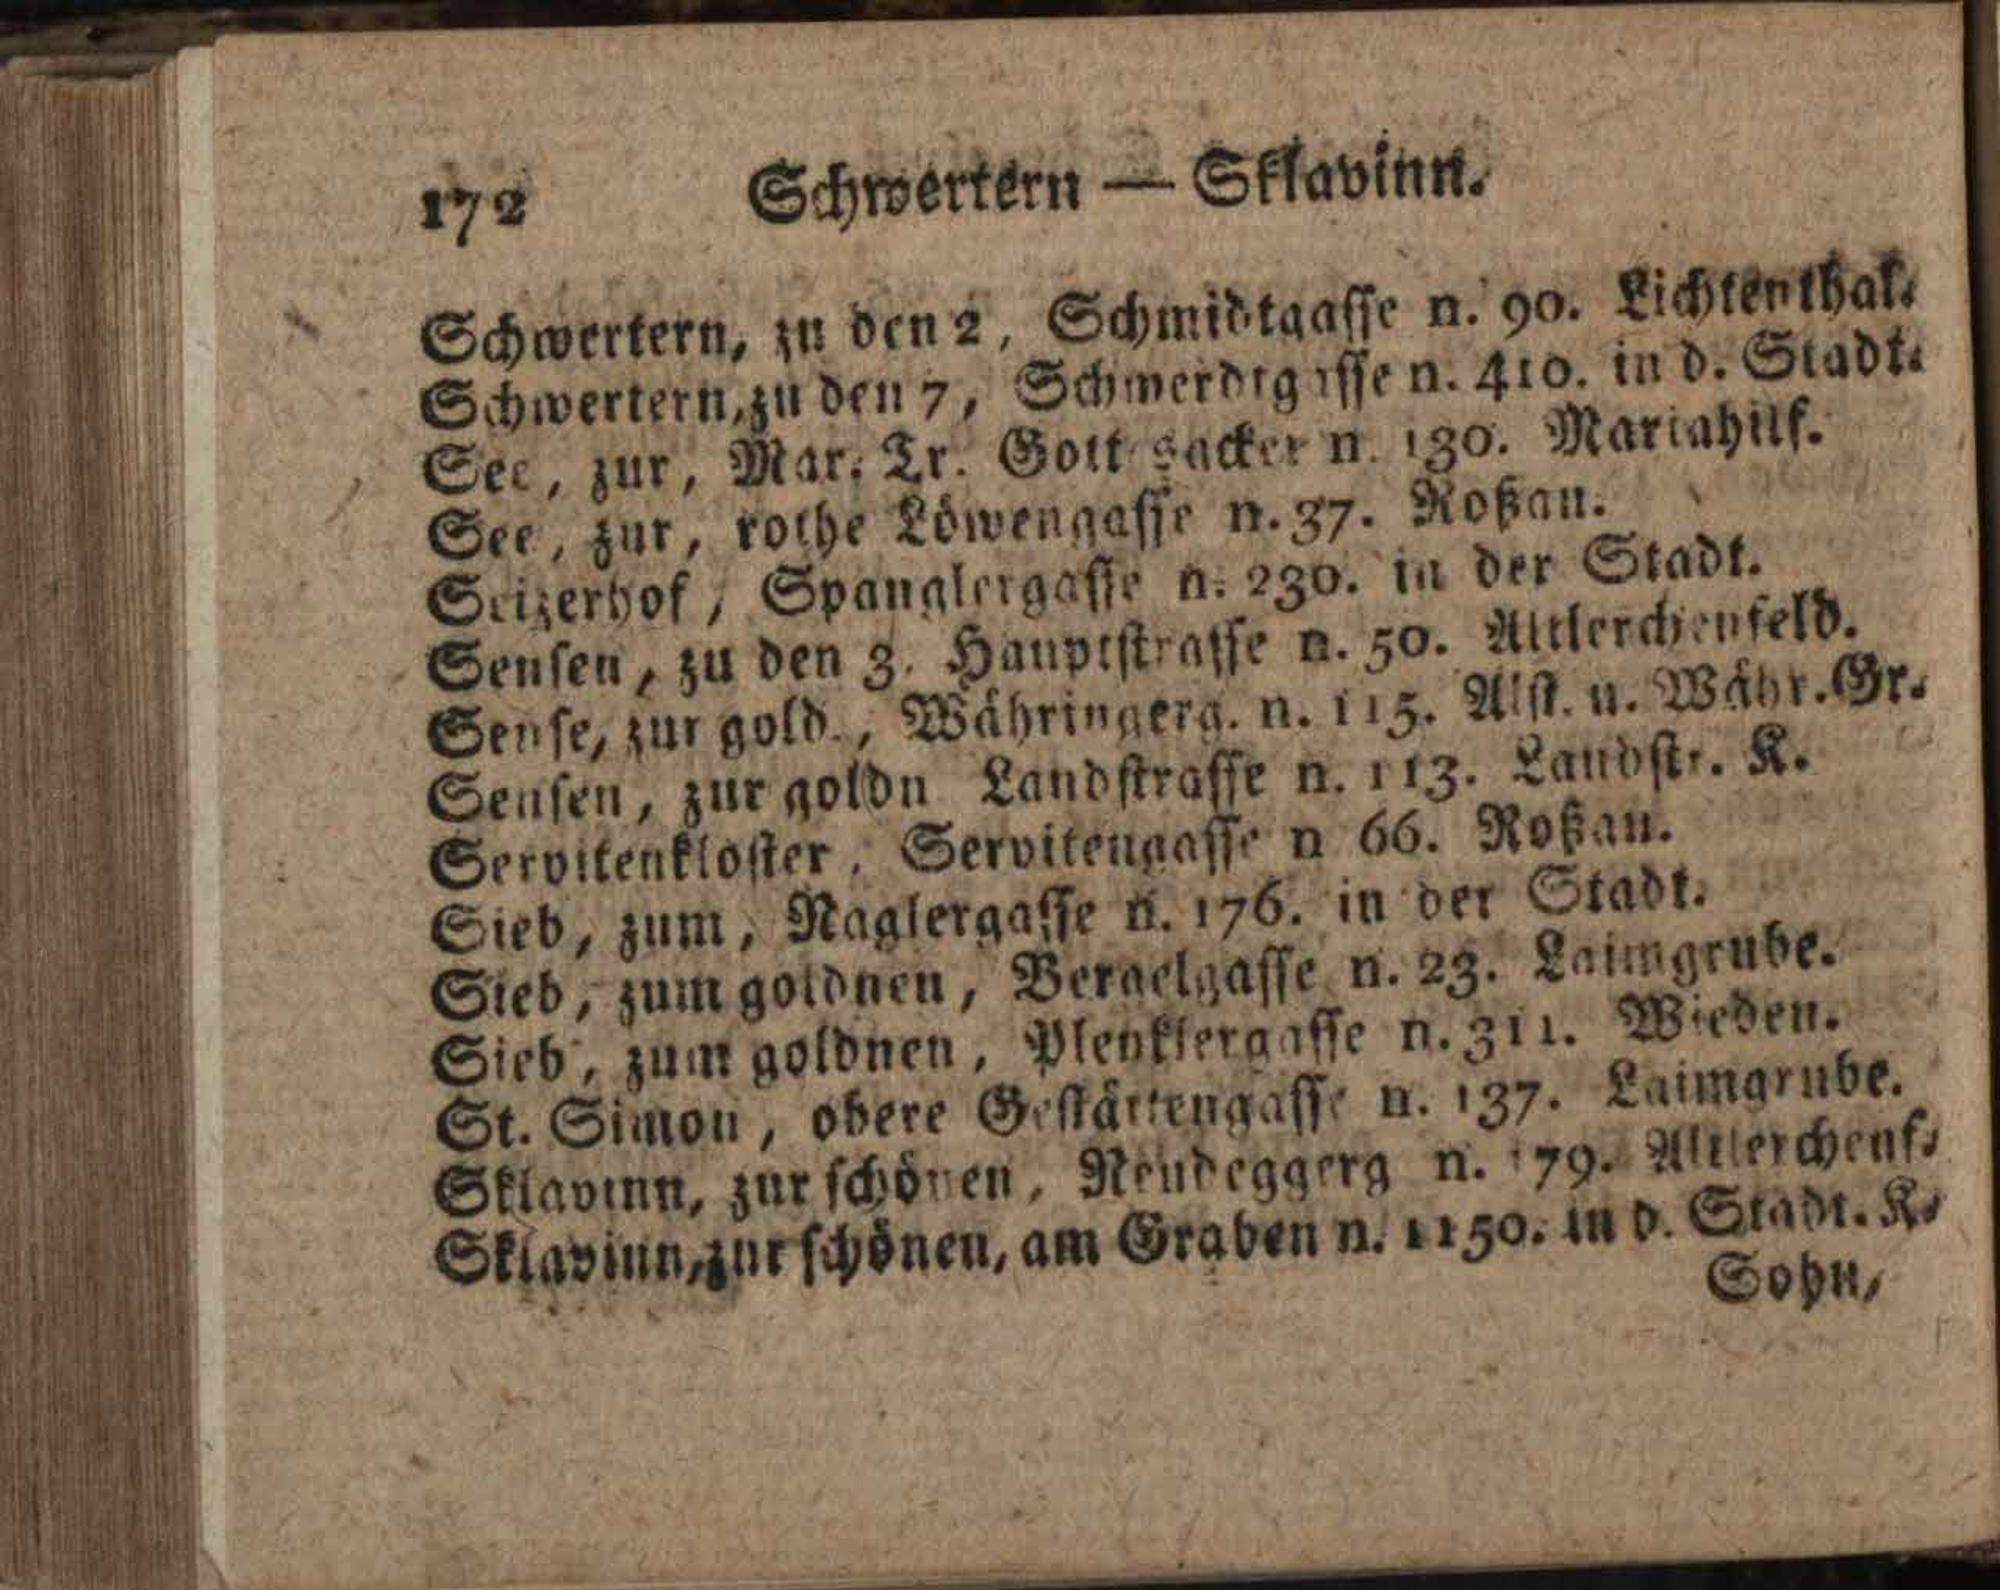 172 Schwertern — Sklavinn.
Schwertern, zu den 2, Schmidtgasse n. 90. Lichtenthal.
Schwertern, zu den 7, Schwerdtgasse n. 410. in d. Stadt.
See, zur, Mar. Tr. Gottsacker n. 130. Mariahilf.
See, zur, rothe Löwengasse n. 37. Roßau.
Seizerhof, Spanglergasse n. 230. in der Stadt.
Sensen, zu den 3. Hauptstrasse n. 50. Altlerchenfeld.
Sense, zur gold., Währingerg. n. 115. Alst. u. Währ. Gr.
Sensen, zur goldn Landstrasse n. 113. Landstr. K.
Servitenkloster, Servitengasse n 66. Roßau.
Sieb, zum, Naglergasse n. 176. in der Stadt.
Sieb, zum goldnen, Bergelgasse n. 23. Laimgrube.
Sieb, zum goldnen, Plenklergasse n. 311. Wieden.
St. Simon, obere Gestättengasse n. 137. Laimgrube.
Sklavinn, zur schönen, Neudeggerg n. 179. Altlerchenf.
Sklavinn, zur schönen, am Graben n. 1150. in d. Stadt. K.
Sohn,